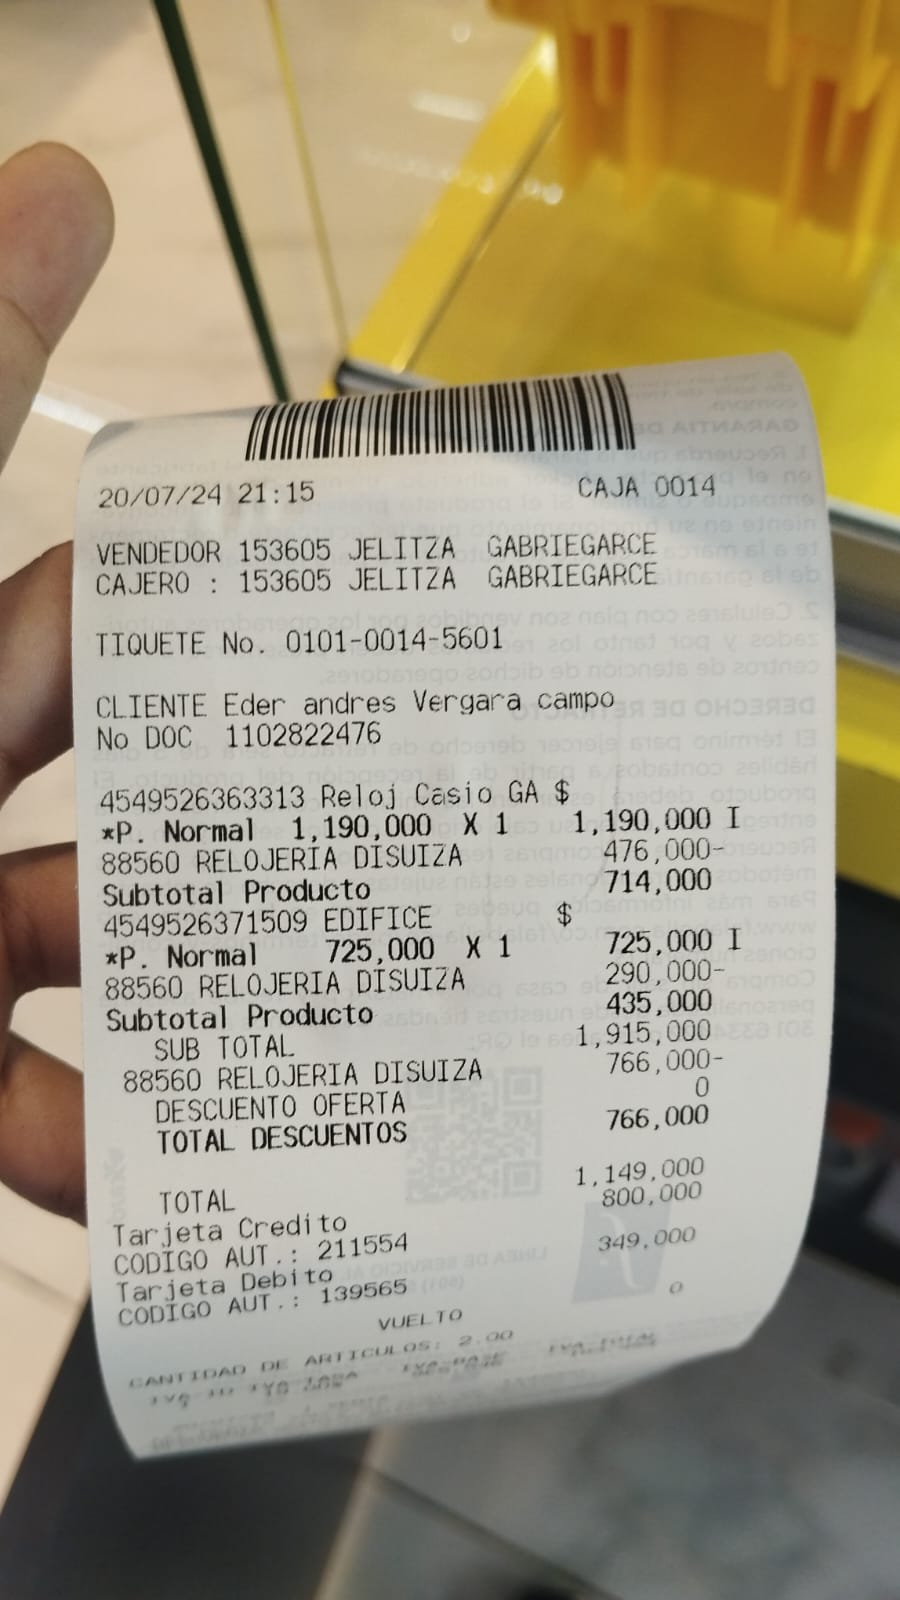 20/07/24 21:15 CAJA 0014
VENDEDOR 153605 JELITZA GABRIEGARCE
CAJERO : 153605 JELITZA GABRIEGARCE
TIQUETE No. 0101-0014-5601
CLIENTE Eder andres Vergara campo
No DOC 1102822476
4549526363313 Reloj Casio GA $
*P. Normal 1,190,000 X 1 1,190,000 I
88560 RELOJERIA DISUIZA 476,000-
Subtotal Producto 714,000
4549526371509 EDIFICE $
*P. Normal 725,000 X 1 725,000 I
88560 RELOJERIA DISUIZA 290,000-
Subtotal Producto 435,000
SUB TOTAL 1,915,000
88560 RELOJERIA DISUIZA 766,000-
DESCUENTO OFERTA 0
TOTAL DESCUENTOS 766,000
TOTAL 1,149,000
Tarjeta Credito 800,000
CODIGO AUT.: 211554
Tarjeta Debito 349,000
CODIGO AUT.: 139565
VUELTO 0
CANTIDAD DE ARTICULOS: 2.00